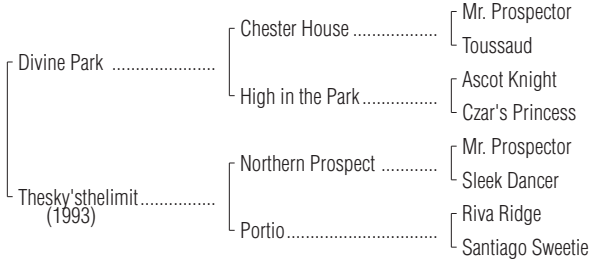 Mr. Prospector
Chester House ..................
Toussaud
Divine Park ......................
Ascot Knight
High in the Park................
Czar's Princess
Mr. Prospector
Northern Prospect ............
Sleek Dancer
Thesky'sthelimit................
(1993)
Riva Ridge
Portio................................
Santiago Sweetie